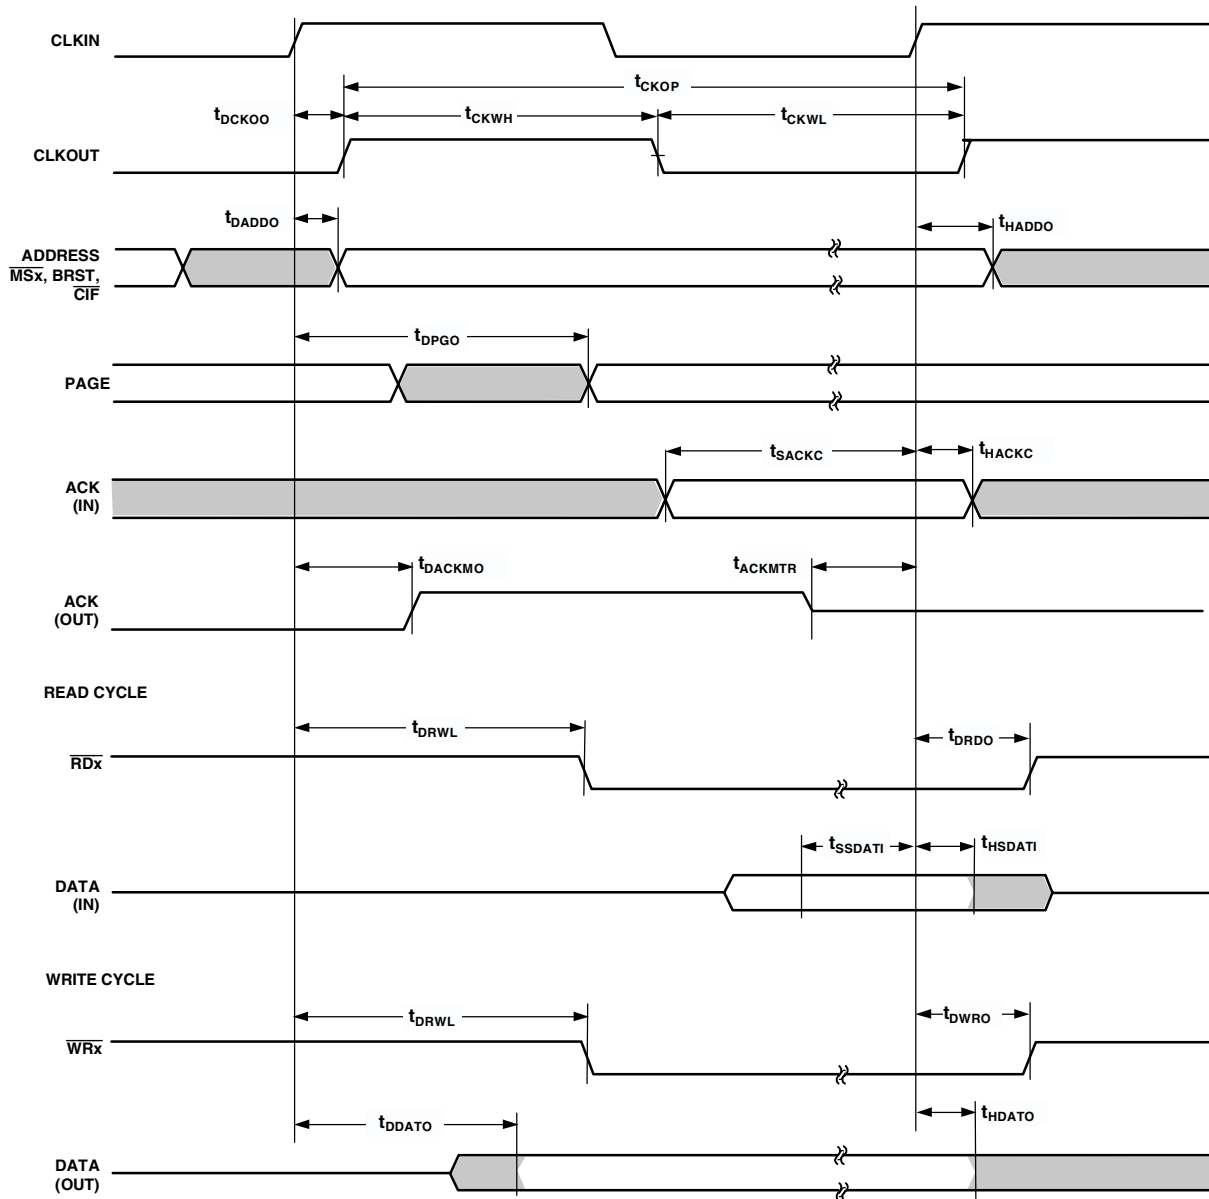 CLKIN
tCKOP
tDCKOO
tCKWH
tCKWL
CLKOUT
tDADDO
tHADDO
ADDRESS
MSx, BRST,
CIF
tDPGO
PAGE
tSACKC
tHACKC
ACK
(IN)
tDACKMO
tACKMTR
ACK
(OUT)
READ CYCLE
tDRWL
tDRDO
RDx
tSSDATI
tHSDATI
DATA
(IN)
WRITE CYCLE
tDRWL
tDWRO
WRx
tDDATO
tHDATO
DATA
(OUT)